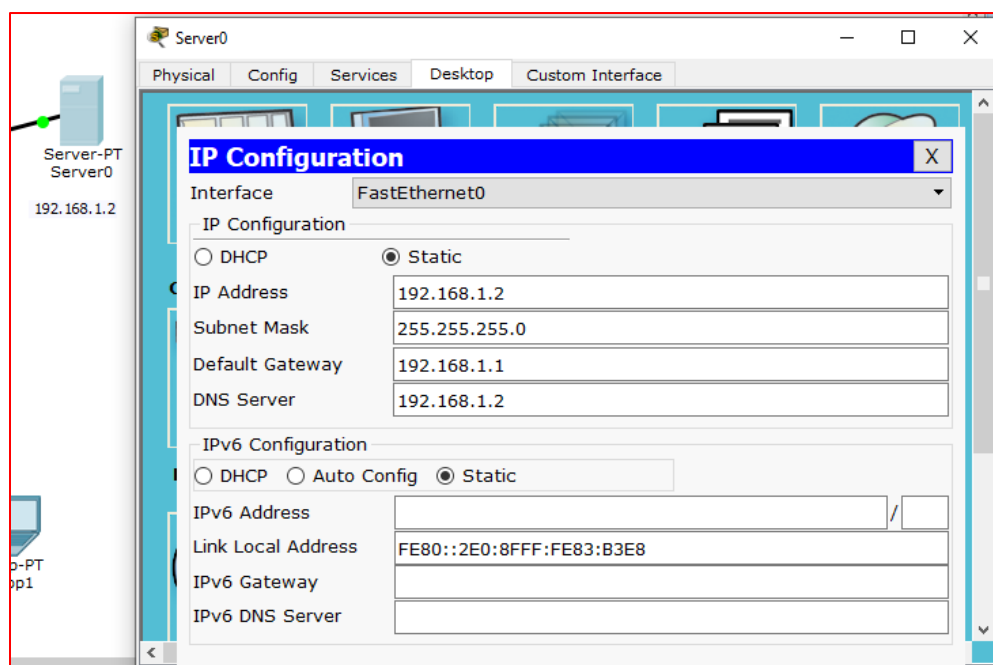 Server0
Physical Config Services Desktop Custom Interface
Server-PT
Server0
192.168.1.2
IP Configuration X
Interface FastEthernet0
IP Configuration
DHCP Static
IP Address 192.168.1.2
Subnet Mask 255.255.255.0
Default Gateway 192.168.1.1
DNS Server 192.168.1.2
IPv6 Configuration
DHCP Auto Config Static
IPv6 Address /
Link Local Address FE80::2E0:8FFF:FE83:B3E8
IPv6 Gateway
IPv6 DNS Server
-PT